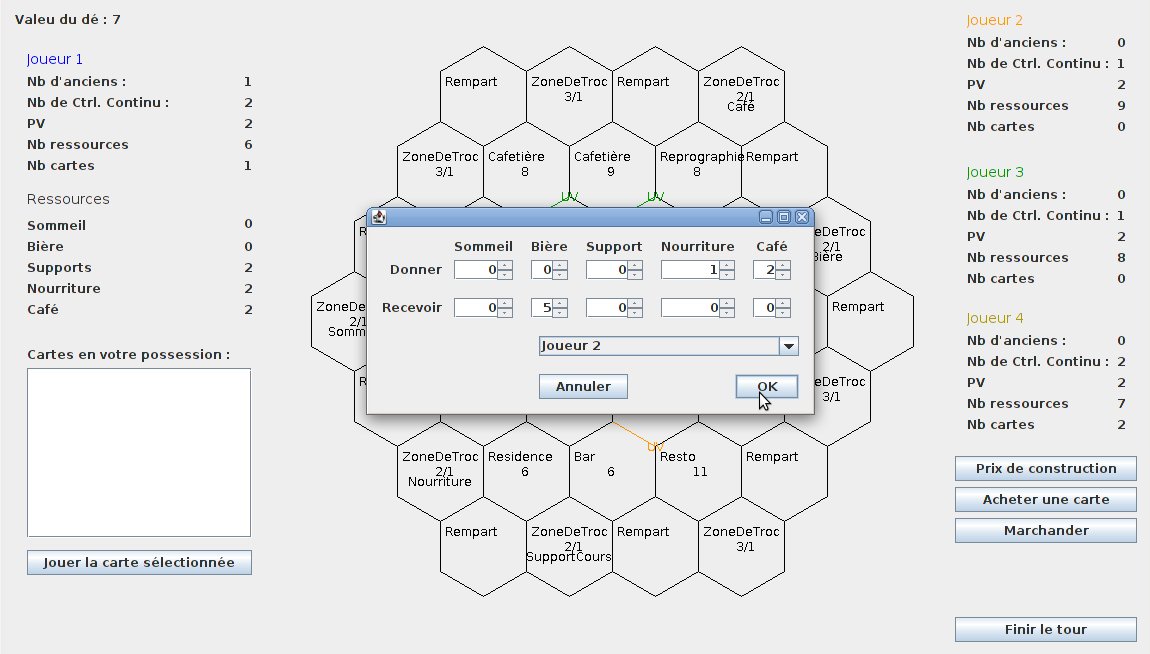 Valeu du dé : 7
Joueur 1
Nb d'anciens : 1
Nb de Ctrl. Continu : 2
PV 2
Nb ressources 6
Nb cartes 1
Ressources
Sommeil 0
Bière 0
Supports 2
Nourriture 2
Café 2
Cartes en votre possession :
Jouer la carte sélectionnée
Rempart
ZoneDeTroc
3/1
Rempart
ZoneDeTroc
2/1
Café
ZoneDeTroc
3/1
Cafetière
8
Cafetière
9
Reprographie
8
Rempart
UV
UV
R
eDeTroc
2/1
Bière
ZoneDe
2/1
Somm
Rempart
R
eDeTroc
3/1
Sommeil Bière Support Nourriture Café
Donner 0 0 0 1 2
Recevoir 0 5 0 0 0
Joueur 2
Annuler OK
UV
ZoneDeTroc
2/1
Nourriture
Residence
6
Bar
6
Resto
11
Rempart
Rempart
ZoneDeTroc
2/1
SupportCours
Rempart
ZoneDeTroc
3/1
Joueur 2
Nb d'anciens : 0
Nb de Ctrl. Continu : 1
PV 2
Nb ressources 9
Nb cartes 0
Joueur 3
Nb d'anciens : 0
Nb de Ctrl. Continu : 1
PV 2
Nb ressources 8
Nb cartes 0
Joueur 4
Nb d'anciens : 0
Nb de Ctrl. Continu : 2
PV 2
Nb ressources 7
Nb cartes 2
Prix de construction
Acheter une carte
Marchander
Finir le tour